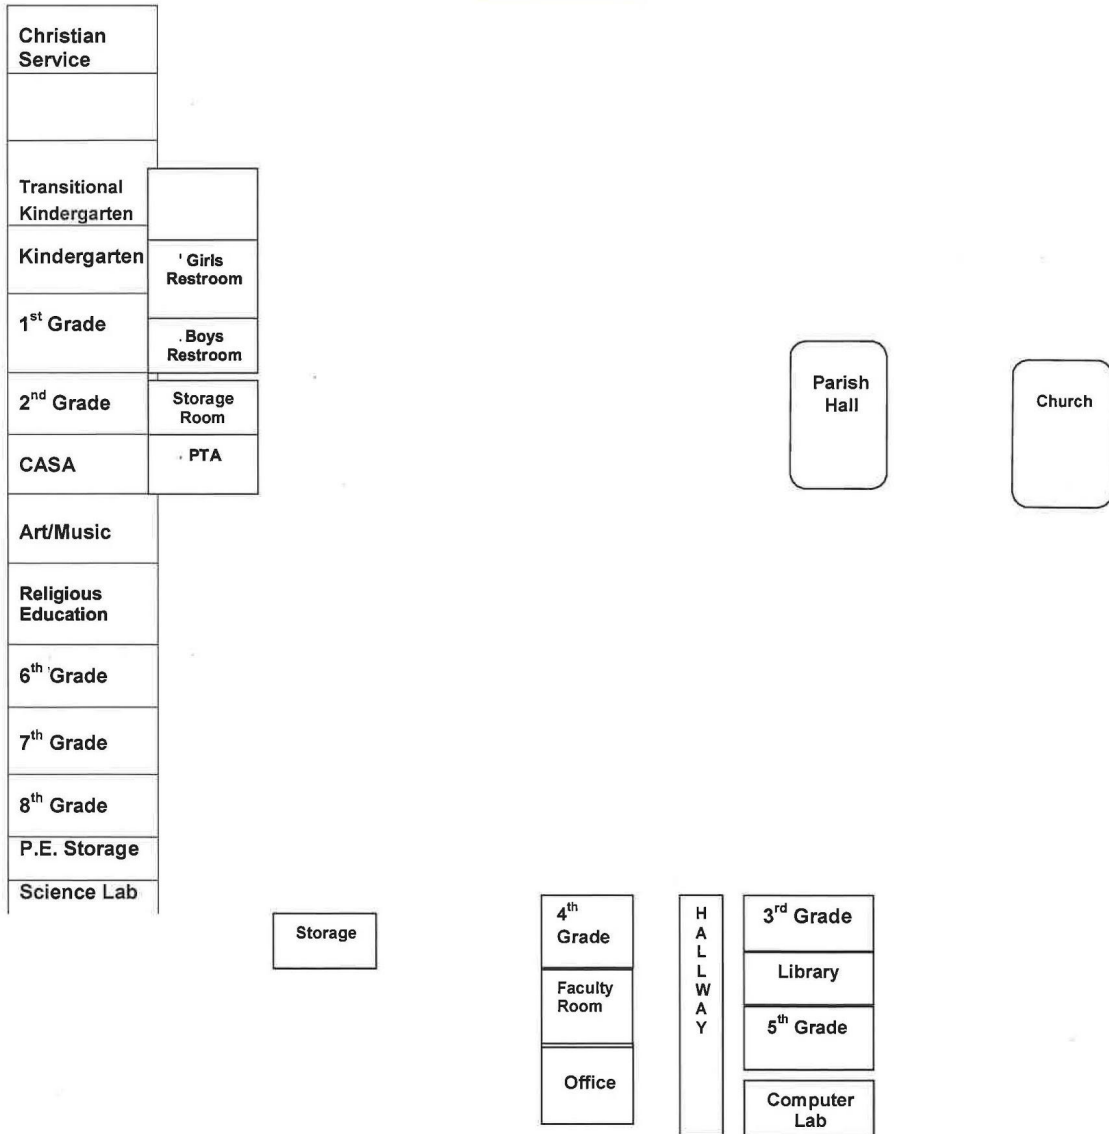 Christian
Service
Transitional
Kindergarten
Kindergarten
Girls
Restroom
1st Grade
Boys
Restroom
2nd Grade
Storage
Room
CASA
PTA
Art/Music
Religious
Education
6th Grade
7th Grade
8th Grade
P.E. Storage
Science Lab
Parish
Hall
Church
Storage
4th
Grade
Faculty
Room
Office
H
A
L
L
W
A
Y
3rd Grade
Library
5th Grade
Computer
Lab